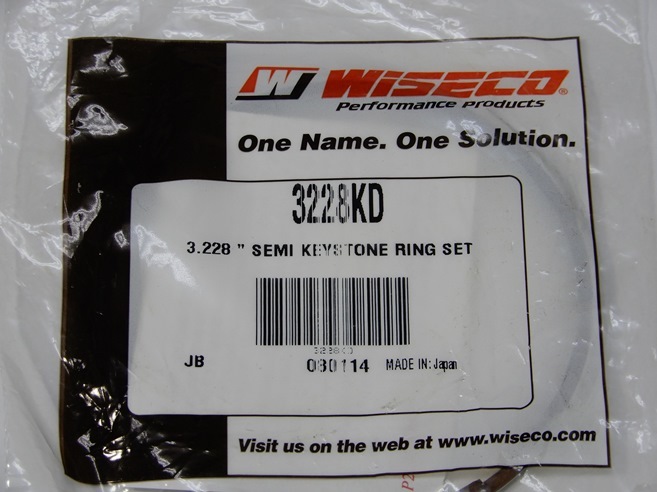 W WISECO®
Performance Products
One Name. One Solution.
3228KD
3.228 " SEMI KEYSTONE RING SET
3228KD
JB 080114 MADE IN: Japan
Visit us on the web at www.wiseco.com
P2